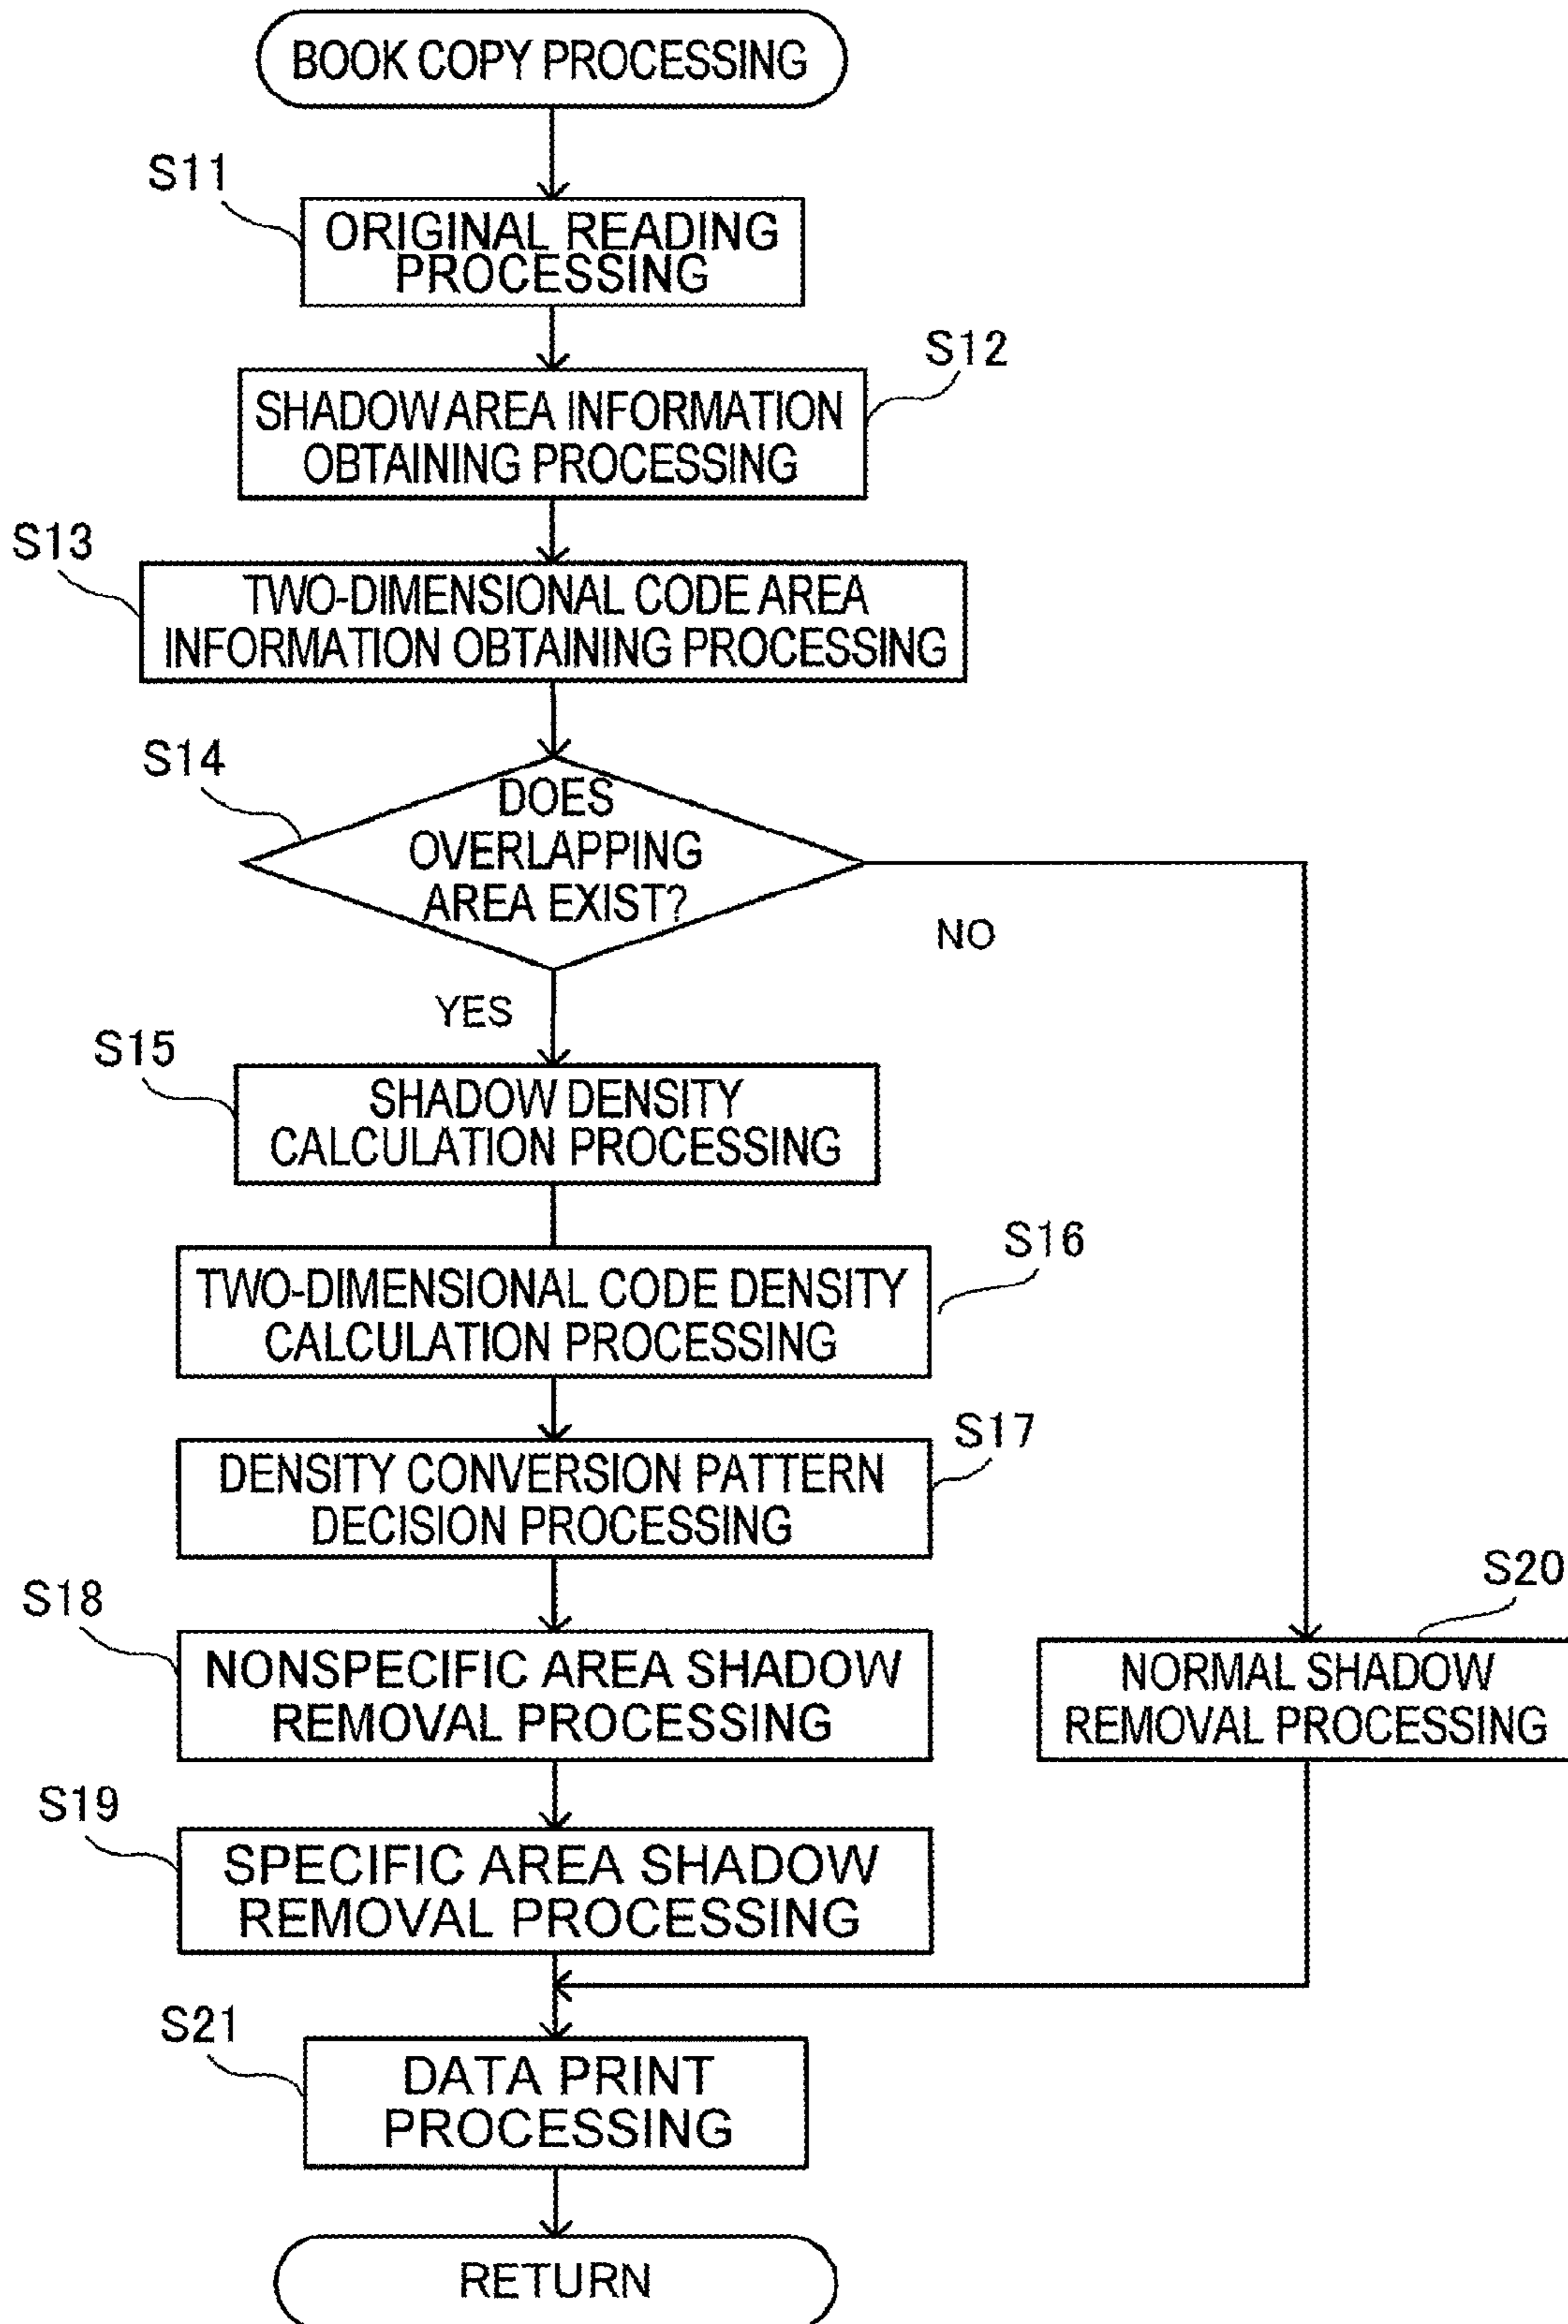 BOOK COPY PROCESSING
S11
ORIGINAL READING
PROCESSING
S12
SHADOW AREA INFORMATION
OBTAINING PROCESSING
S13
TWO-DIMENSIONAL CODE AREA
INFORMATION OBTAINING PROCESSING
S14
DOES
OVERLAPPING
AREA EXIST?
NO
YES
S15
SHADOW DENSITY
CALCULATION PROCESSING
S16
TWO-DIMENSIONAL CODE DENSITY
CALCULATION PROCESSING
S17
DENSITY CONVERSION PATTERN
DECISION PROCESSING
S18
NONSPECIFIC AREA SHADOW
REMOVAL PROCESSING
S20
NORMAL SHADOW
REMOVAL PROCESSING
S19
SPECIFIC AREA SHADOW
REMOVAL PROCESSING
S21
DATA PRINT
PROCESSING
RETURN